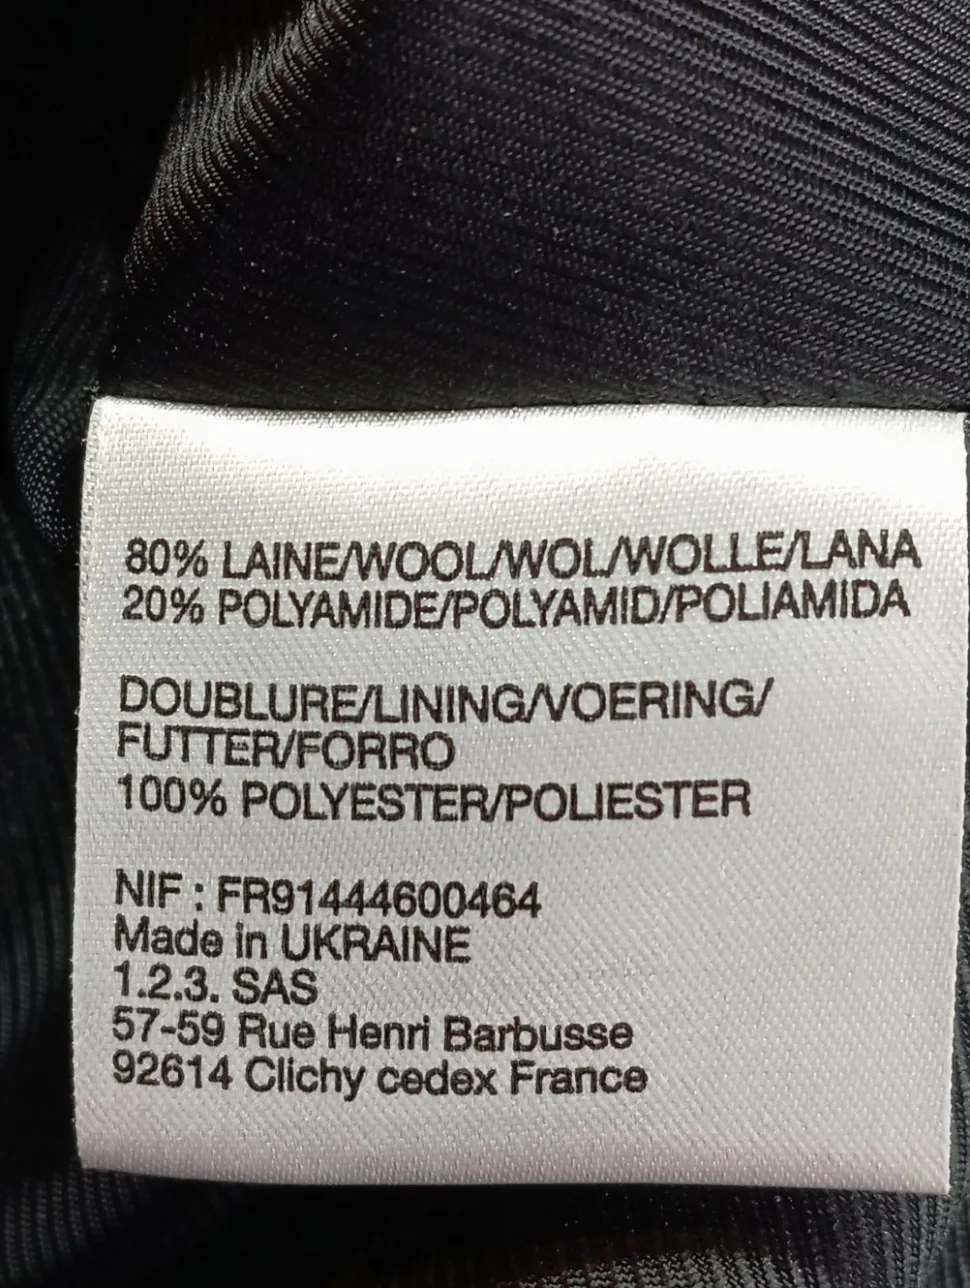 80% LAINE/WOOL/WOL/WOLLE/LANA
20% POLYAMIDE/POLYAMID/POLIAMIDA
DOUBLURE/LINING/VOERING/
FUTTER/FORRO
100% POLYESTER/POLIESTER
NIF : FR91444600464
Made in UKRAINE
1.2.3. SAS
57-59 Rue Henri Barbusse
92614 Clichy cedex France